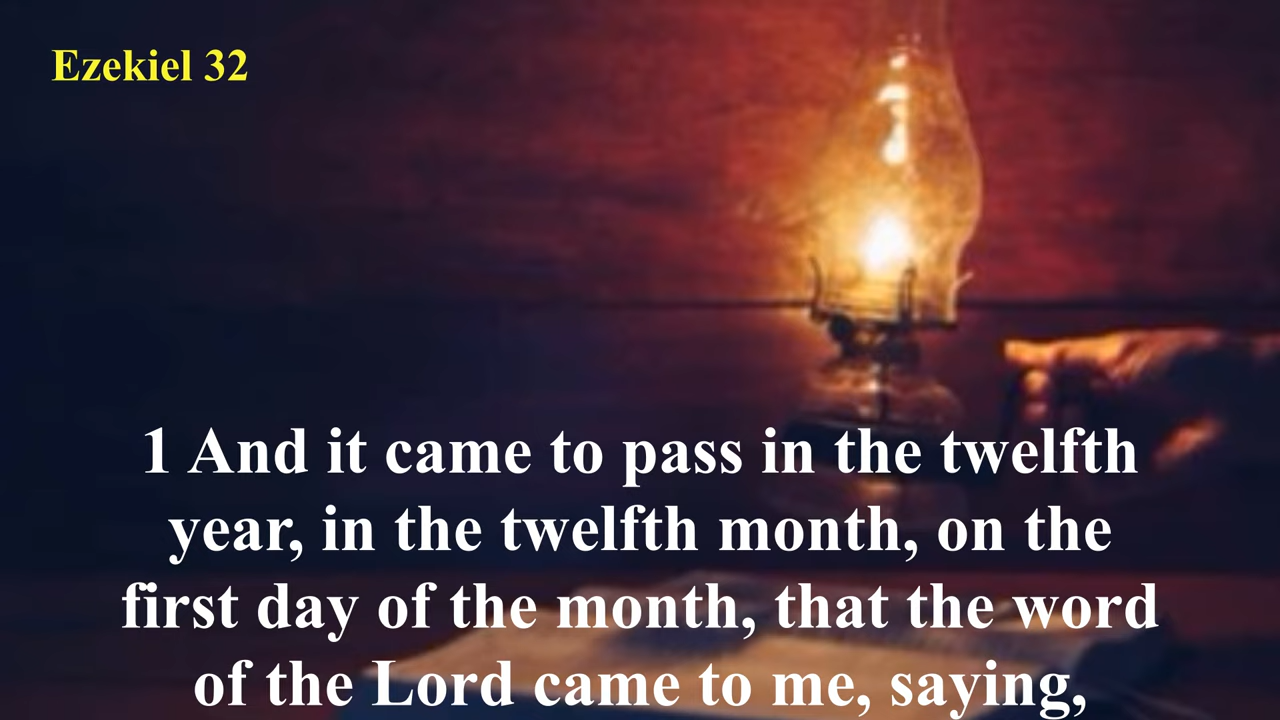 Ezekiel 32
1 And it came to pass in the twelfth
year, in the twelfth month, on the
first day of the month, that the word
of the Lord came to me, saying,